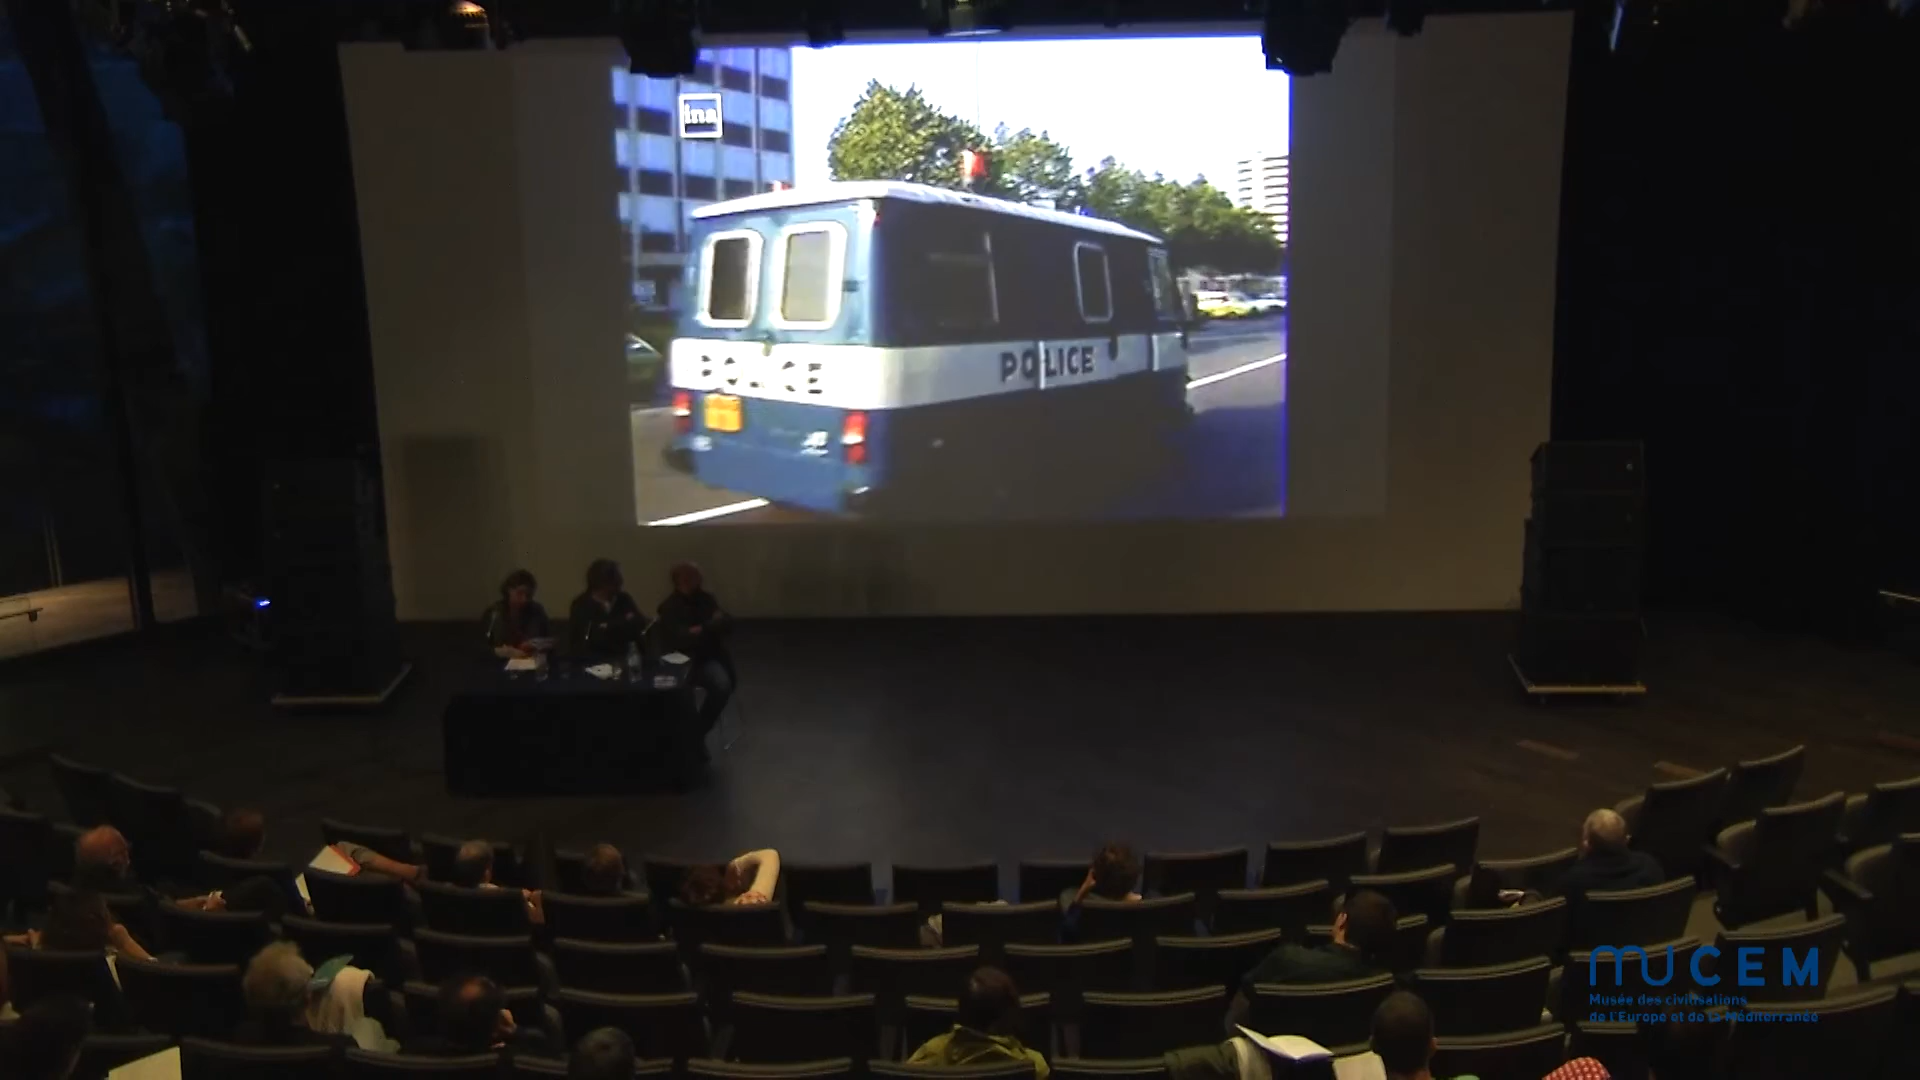 ina
POLICE
POLICE
mucem
Musée des civilisations
de l'Europe et de la Méditerranée